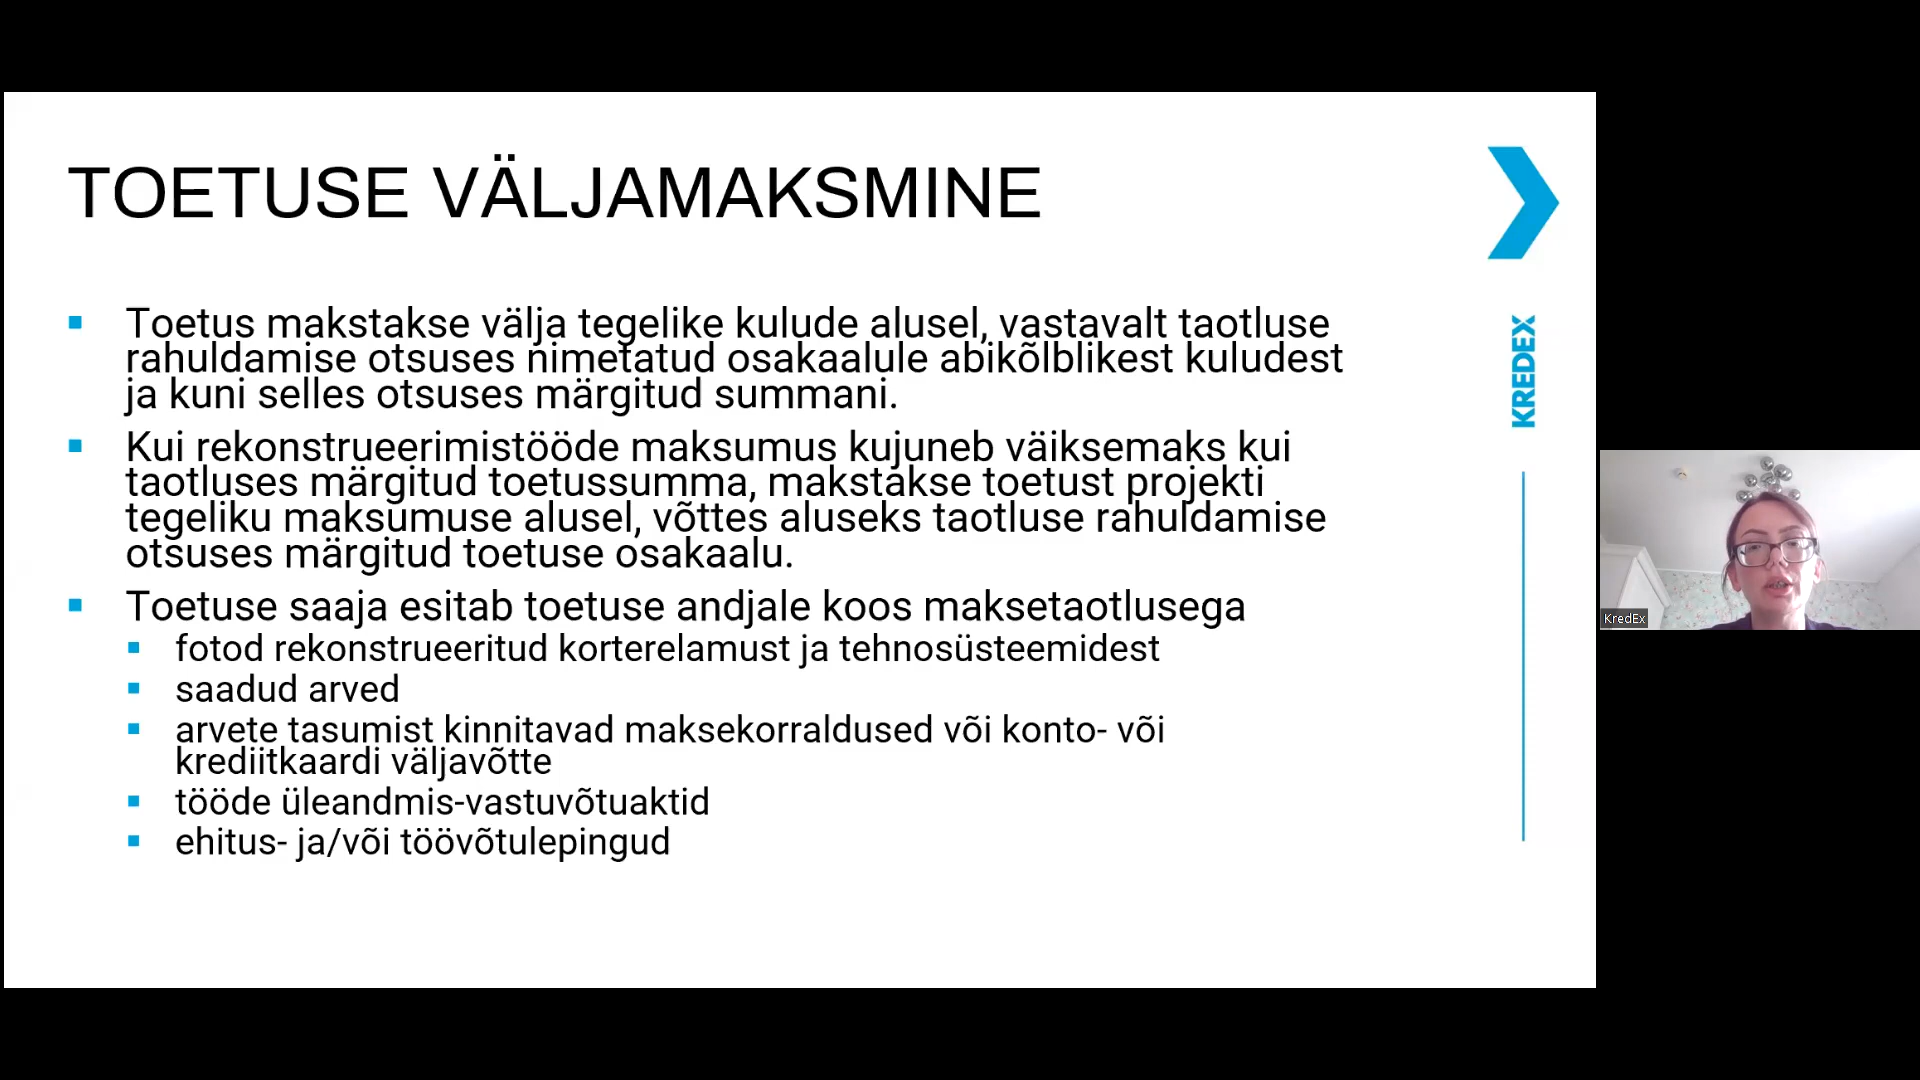 TOETUSE VÄLJAMAKSMINE
Toetus makstakse välja tegelike kulude alusel, vastavalt taotluse
rahuldamise otsuses nimetatud osakaalule abikõlblikest kuludest
ja kuni selles otsuses märgitud summani.
Kui rekonstrueerimistööde maksumus kujuneb väiksemaks kui
taotluses märgitud toetussumma, makstakse toetust projekti
tegeliku maksumuse alusel, võttes aluseks taotluse rahuldamise
otsuses märgitud toetuse osakaalu.
Toetuse saaja esitab toetuse andjale koos maksetaotlusega
fotod rekonstrueeritud korterelamust ja tehnosüsteemidest
saadud arved
arvete tasumist kinnitavad maksekorraldused või konto- või
krediitkaardi väljavõtte
tööde üleandmis-vastuvõtuaktid
ehitus- ja/või töövõtulepingud
KREDEX
KredEx